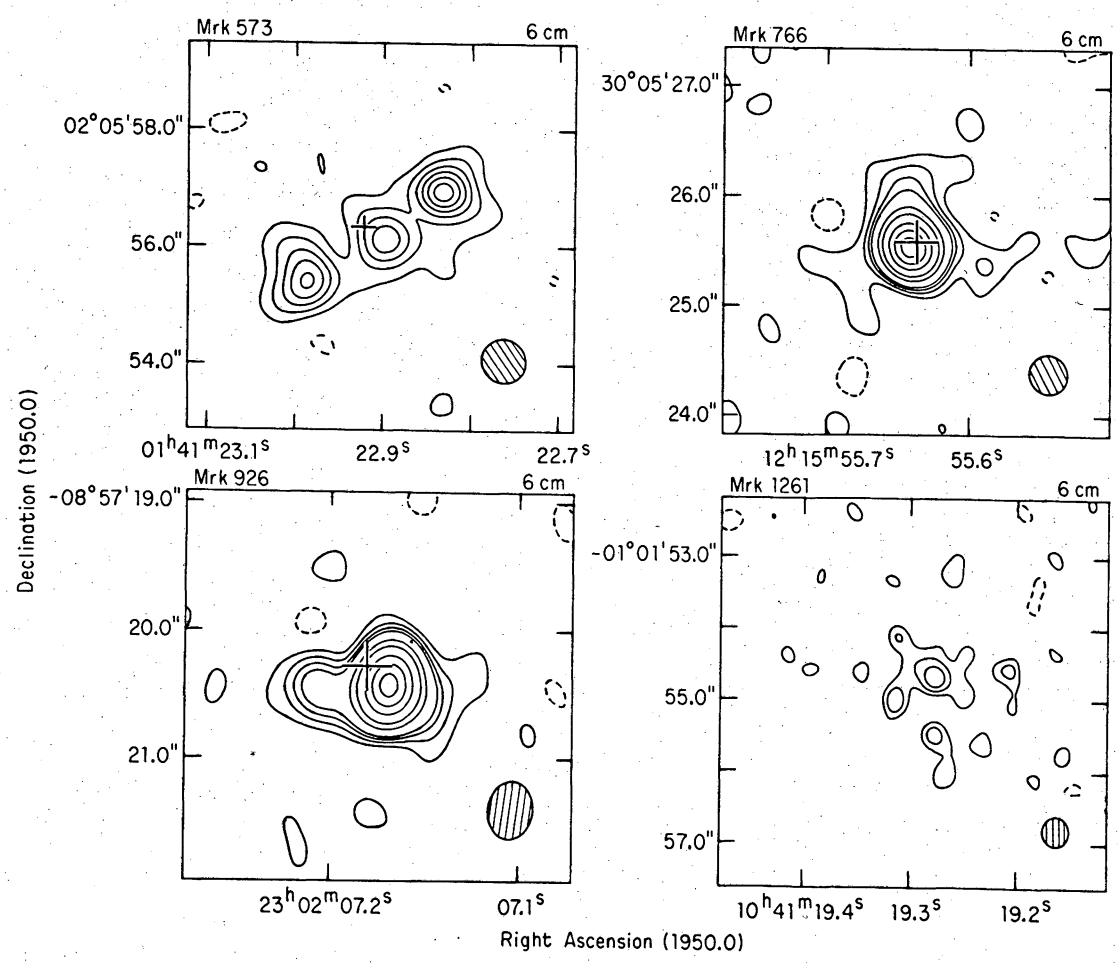 Mrk 573 6 cm
02°05'58.0"
56.0"
54.0"
01ʰ41ᵐ23.1ˢ 22.9ˢ 22.7ˢ
Mrk 766 6 cm
30°05'27.0"
26.0"
25.0"
24.0"
12ʰ15ᵐ55.7ˢ 55.6ˢ
Mrk 926 6 cm
-08°57'19.0"
20.0"
21.0"
23ʰ02ᵐ07.2ˢ 07.1ˢ
Mrk 1261 6 cm
-01°01'53.0"
55.0"
57.0"
10ʰ41ᵐ19.4ˢ 19.3ˢ 19.2ˢ
Declination (1950.0)
Right Ascension (1950.0)